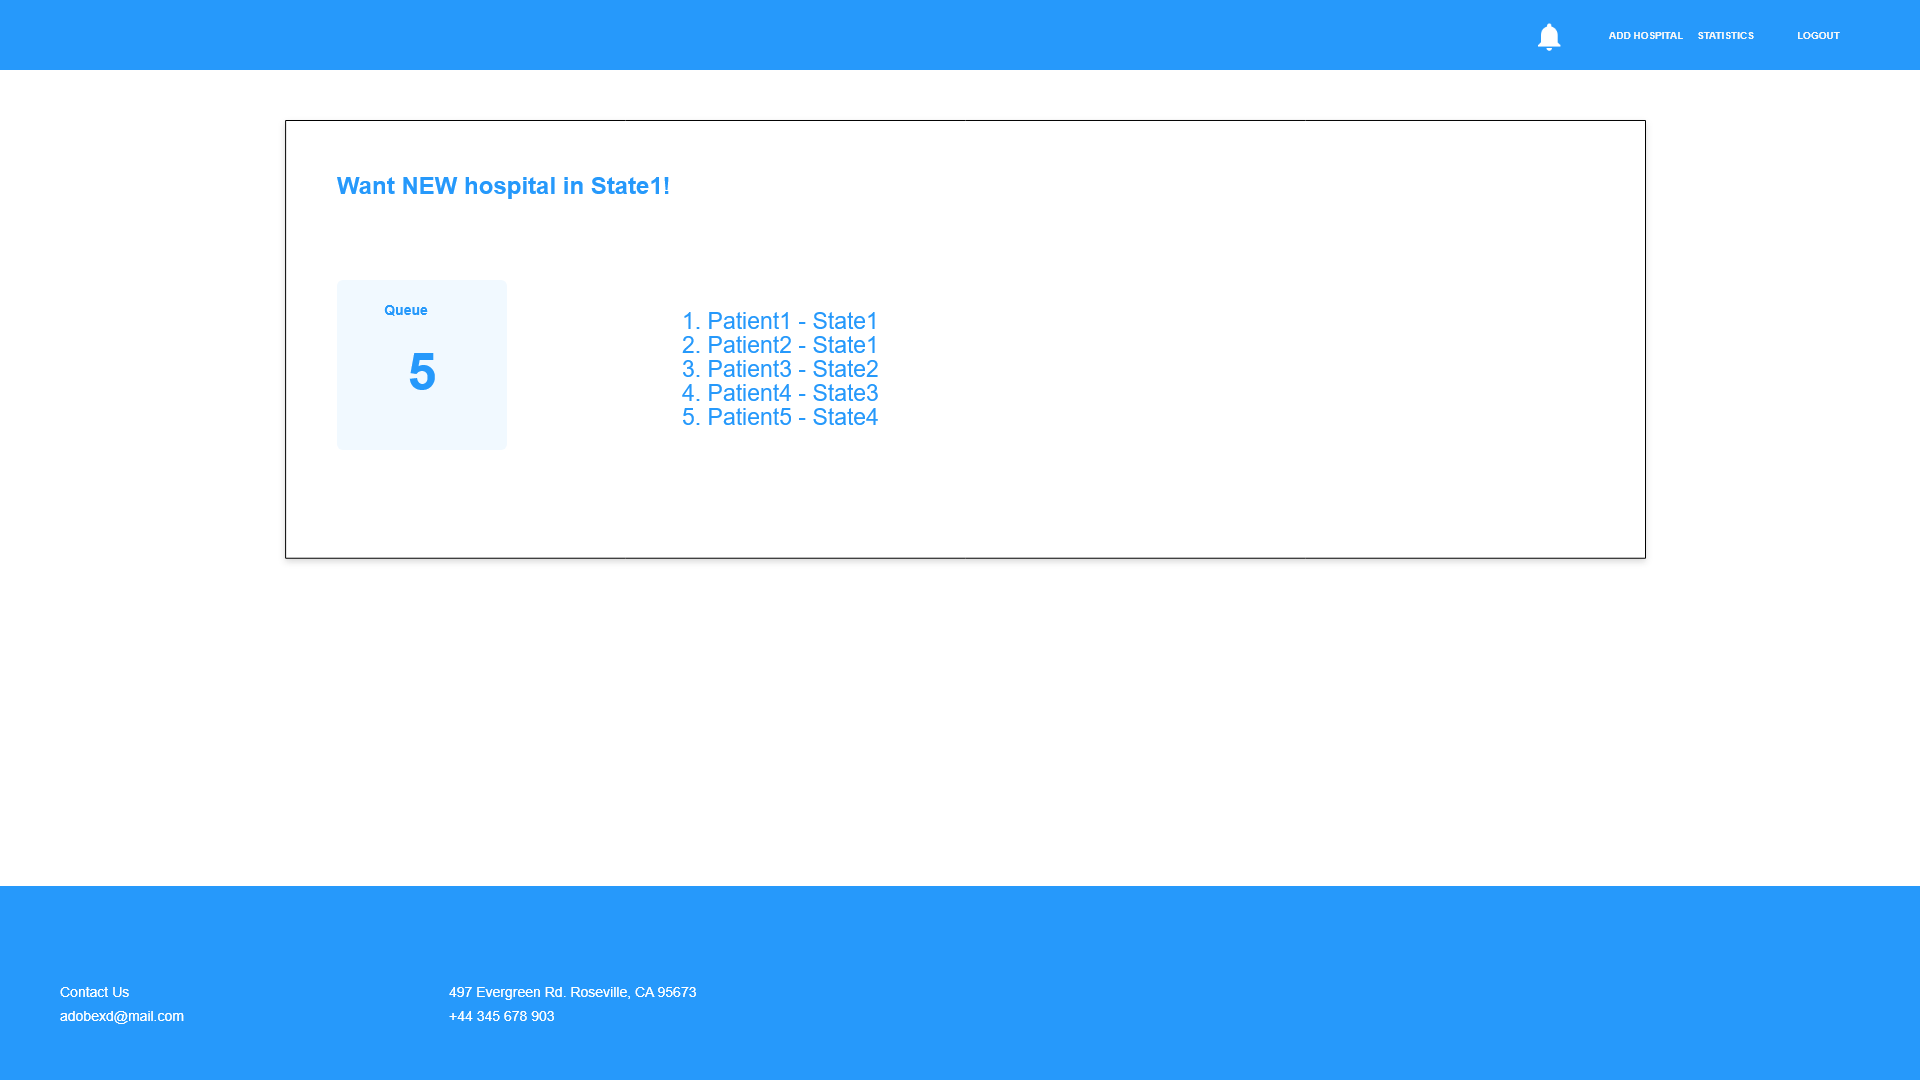 ADD HOSPITAL STATISTICS LOGOUT
Want NEW hospital in State1!
Queue
5
1. Patient1 - State1
2. Patient2 - State1
3. Patient3 - State2
4. Patient4 - State3
5. Patient5 - State4
Contact Us
adobexd@mail.com
497 Evergreen Rd. Roseville, CA 95673
+44 345 678 903